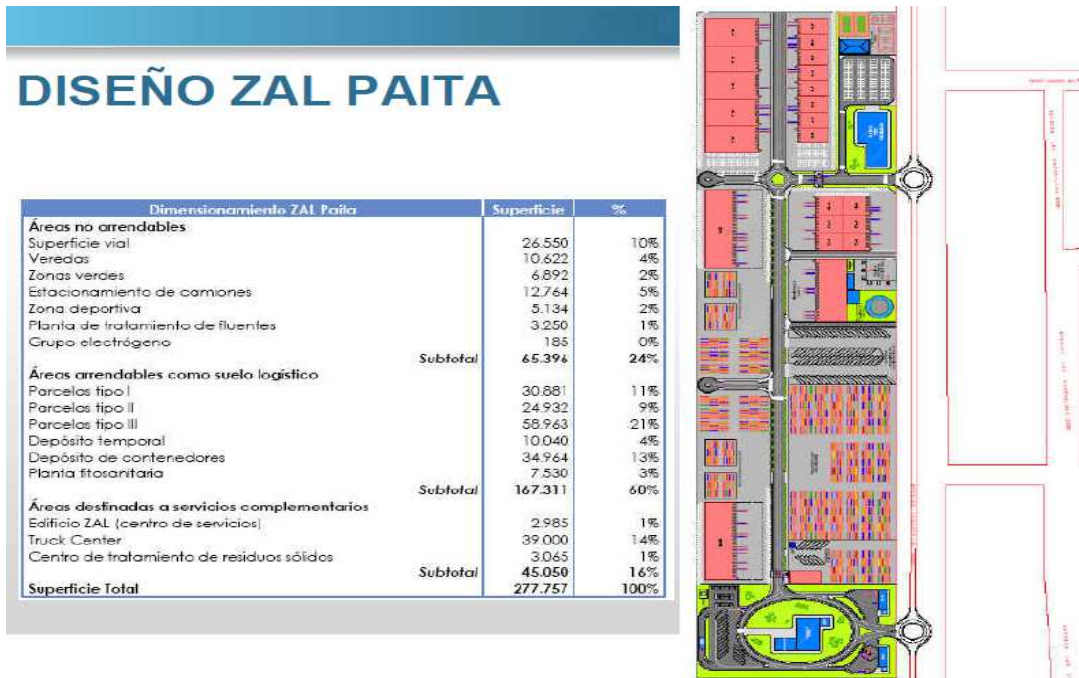 DISEÑO ZAL PAITA
Dimensionamiento ZAL Paita Superficie %
Áreas no arrendables
Superficie vial 26.550 10%
Veredas 10.622 4%
Zonas verdes 6.892 2%
Estacionamiento de camiones 12.764 5%
Zona deportiva 5.134 2%
Planta de tratamiento de fluentes 3.250 1%
Grupo electrógeno 185 0%
Subtotal 65.396 24%
Áreas arrendables como suelo logístico
Parcelas tipo I 30.881 11%
Parcelas tipo II 24.932 9%
Parcelas tipo III 58.963 21%
Depósito temporal 10.040 4%
Depósito de contenedores 34.964 13%
Planta fitosanitaria 7.530 3%
Subtotal 167.311 60%
Áreas destinadas a servicios complementarios
Edificio ZAL (centro de servicios) 2.985 1%
Truck Center 39.000 14%
Centro de tratamiento de residuos sólidos 3.065 1%
Subtotal 45.050 16%
Superficie Total 277.757 100%